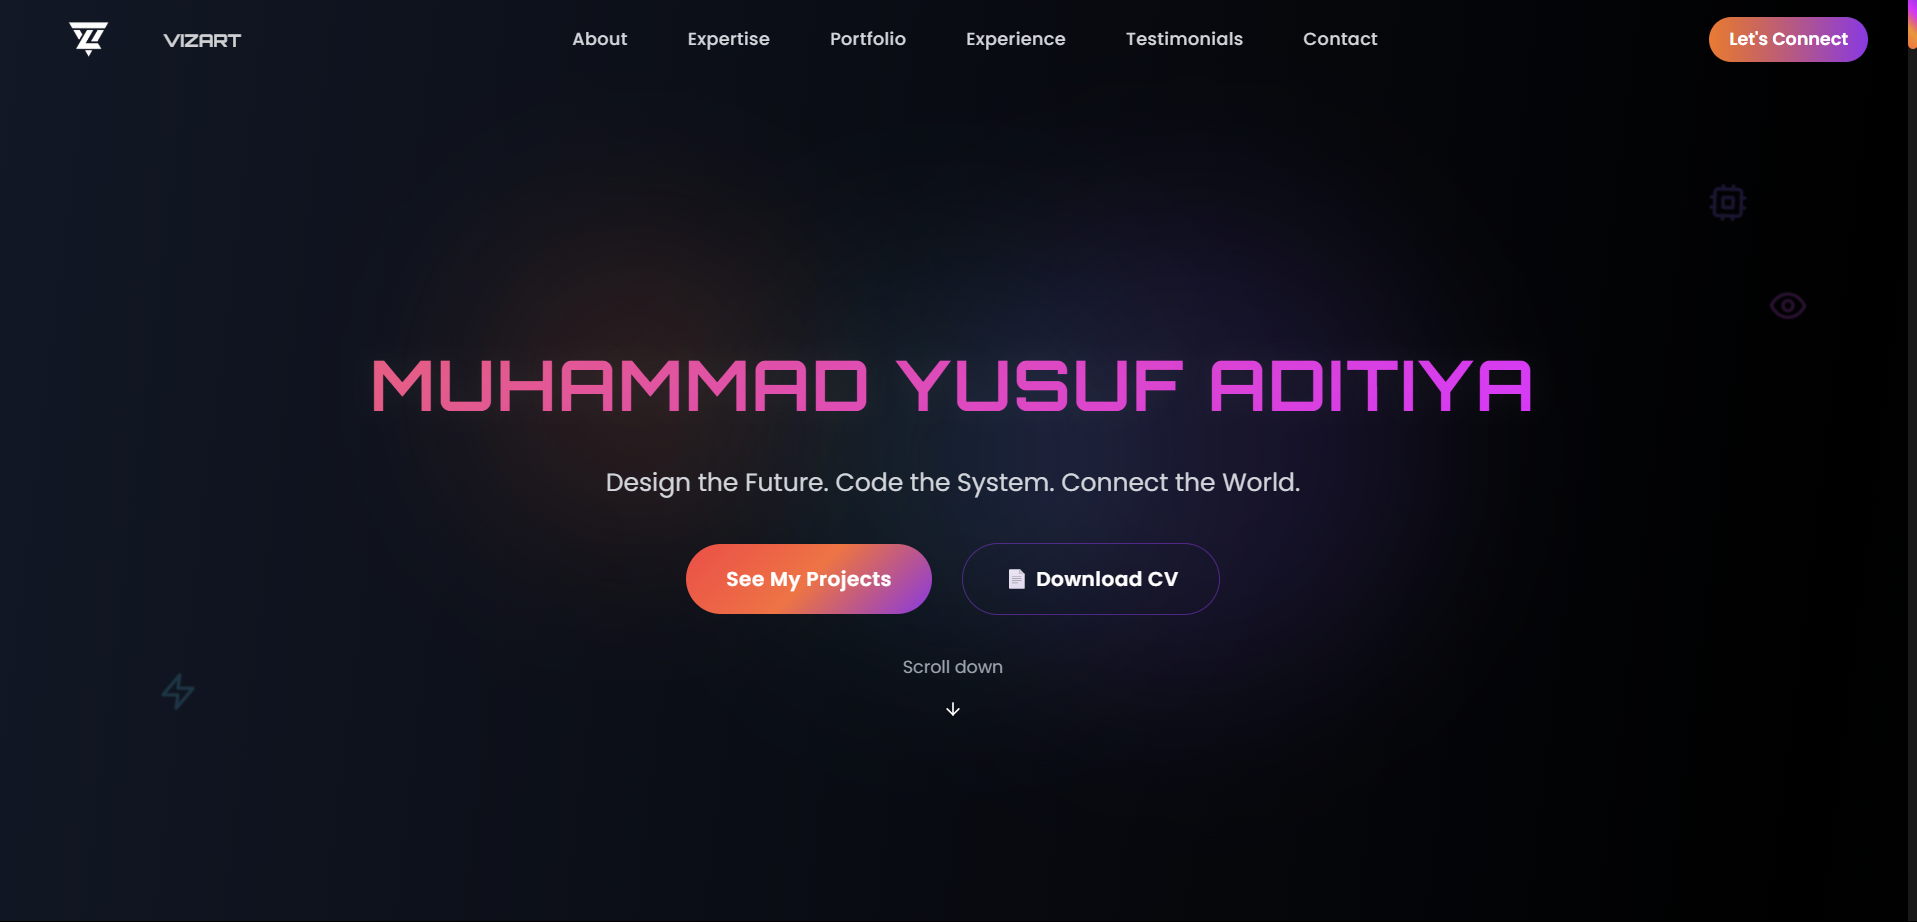 VIZART
About
Expertise
Portfolio
Experience
Testimonials
Contact
Let's Connect
MUHAMMAD YUSUF ADITIYA
Design the Future. Code the System. Connect the World.
See My Projects
Download CV
Scroll down